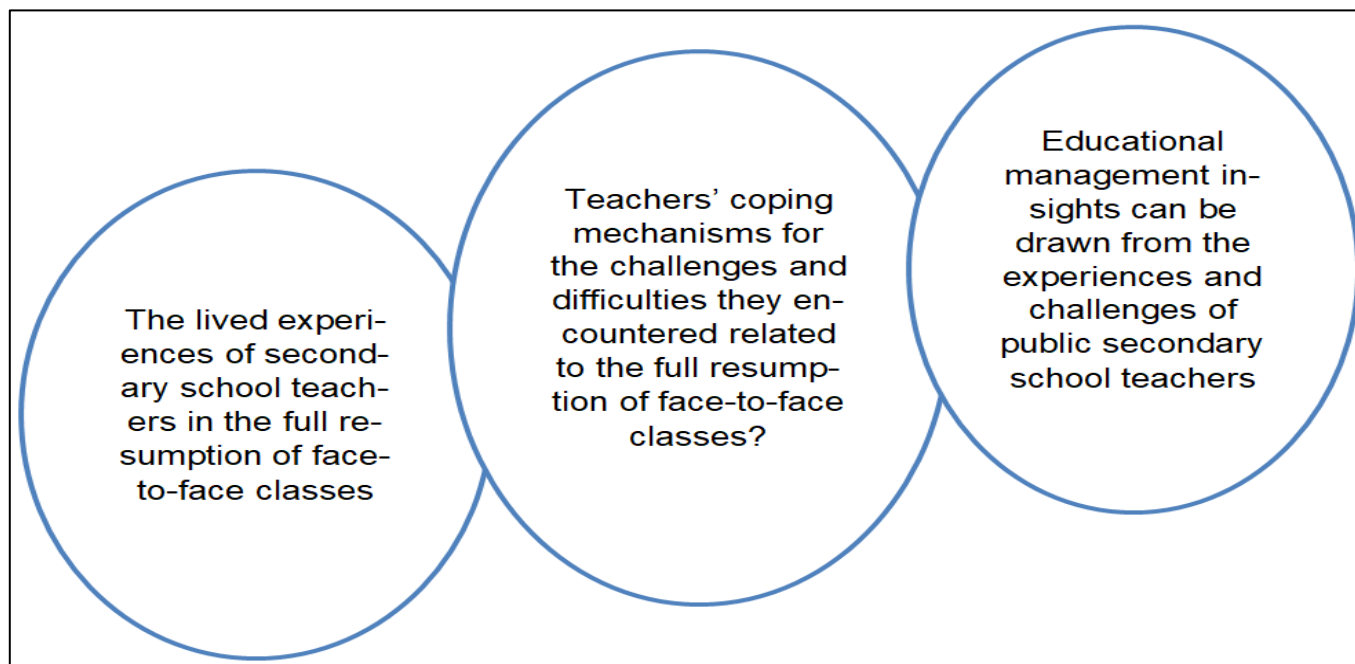 The lived experi-
ences of second-
ary school teach-
ers in the full re-
sumption of face-
to-face classes
Teachers’ coping
mechanisms for
the challenges and
difficulties they en-
countered related
to the full resump-
tion of face-to-face
classes?
Educational
management in-
sights can be
drawn from the
experiences and
challenges of
public secondary
school teachers